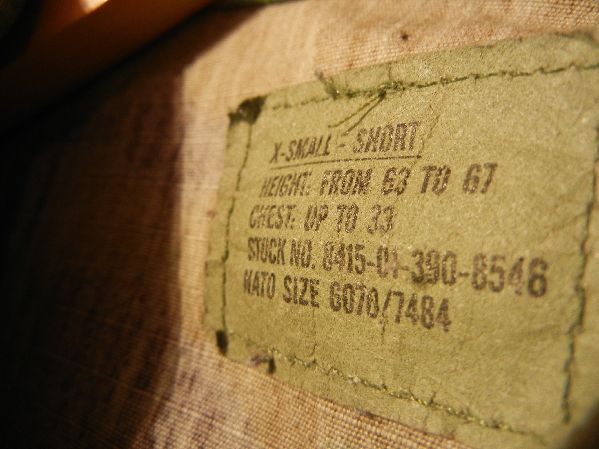 X-SMALL - SHORT
HEIGHT: FROM 63 TO 67
CHEST: UP TO 33
STOCK NO. 8415-01-390-8546
NATO SIZE 6070/7484